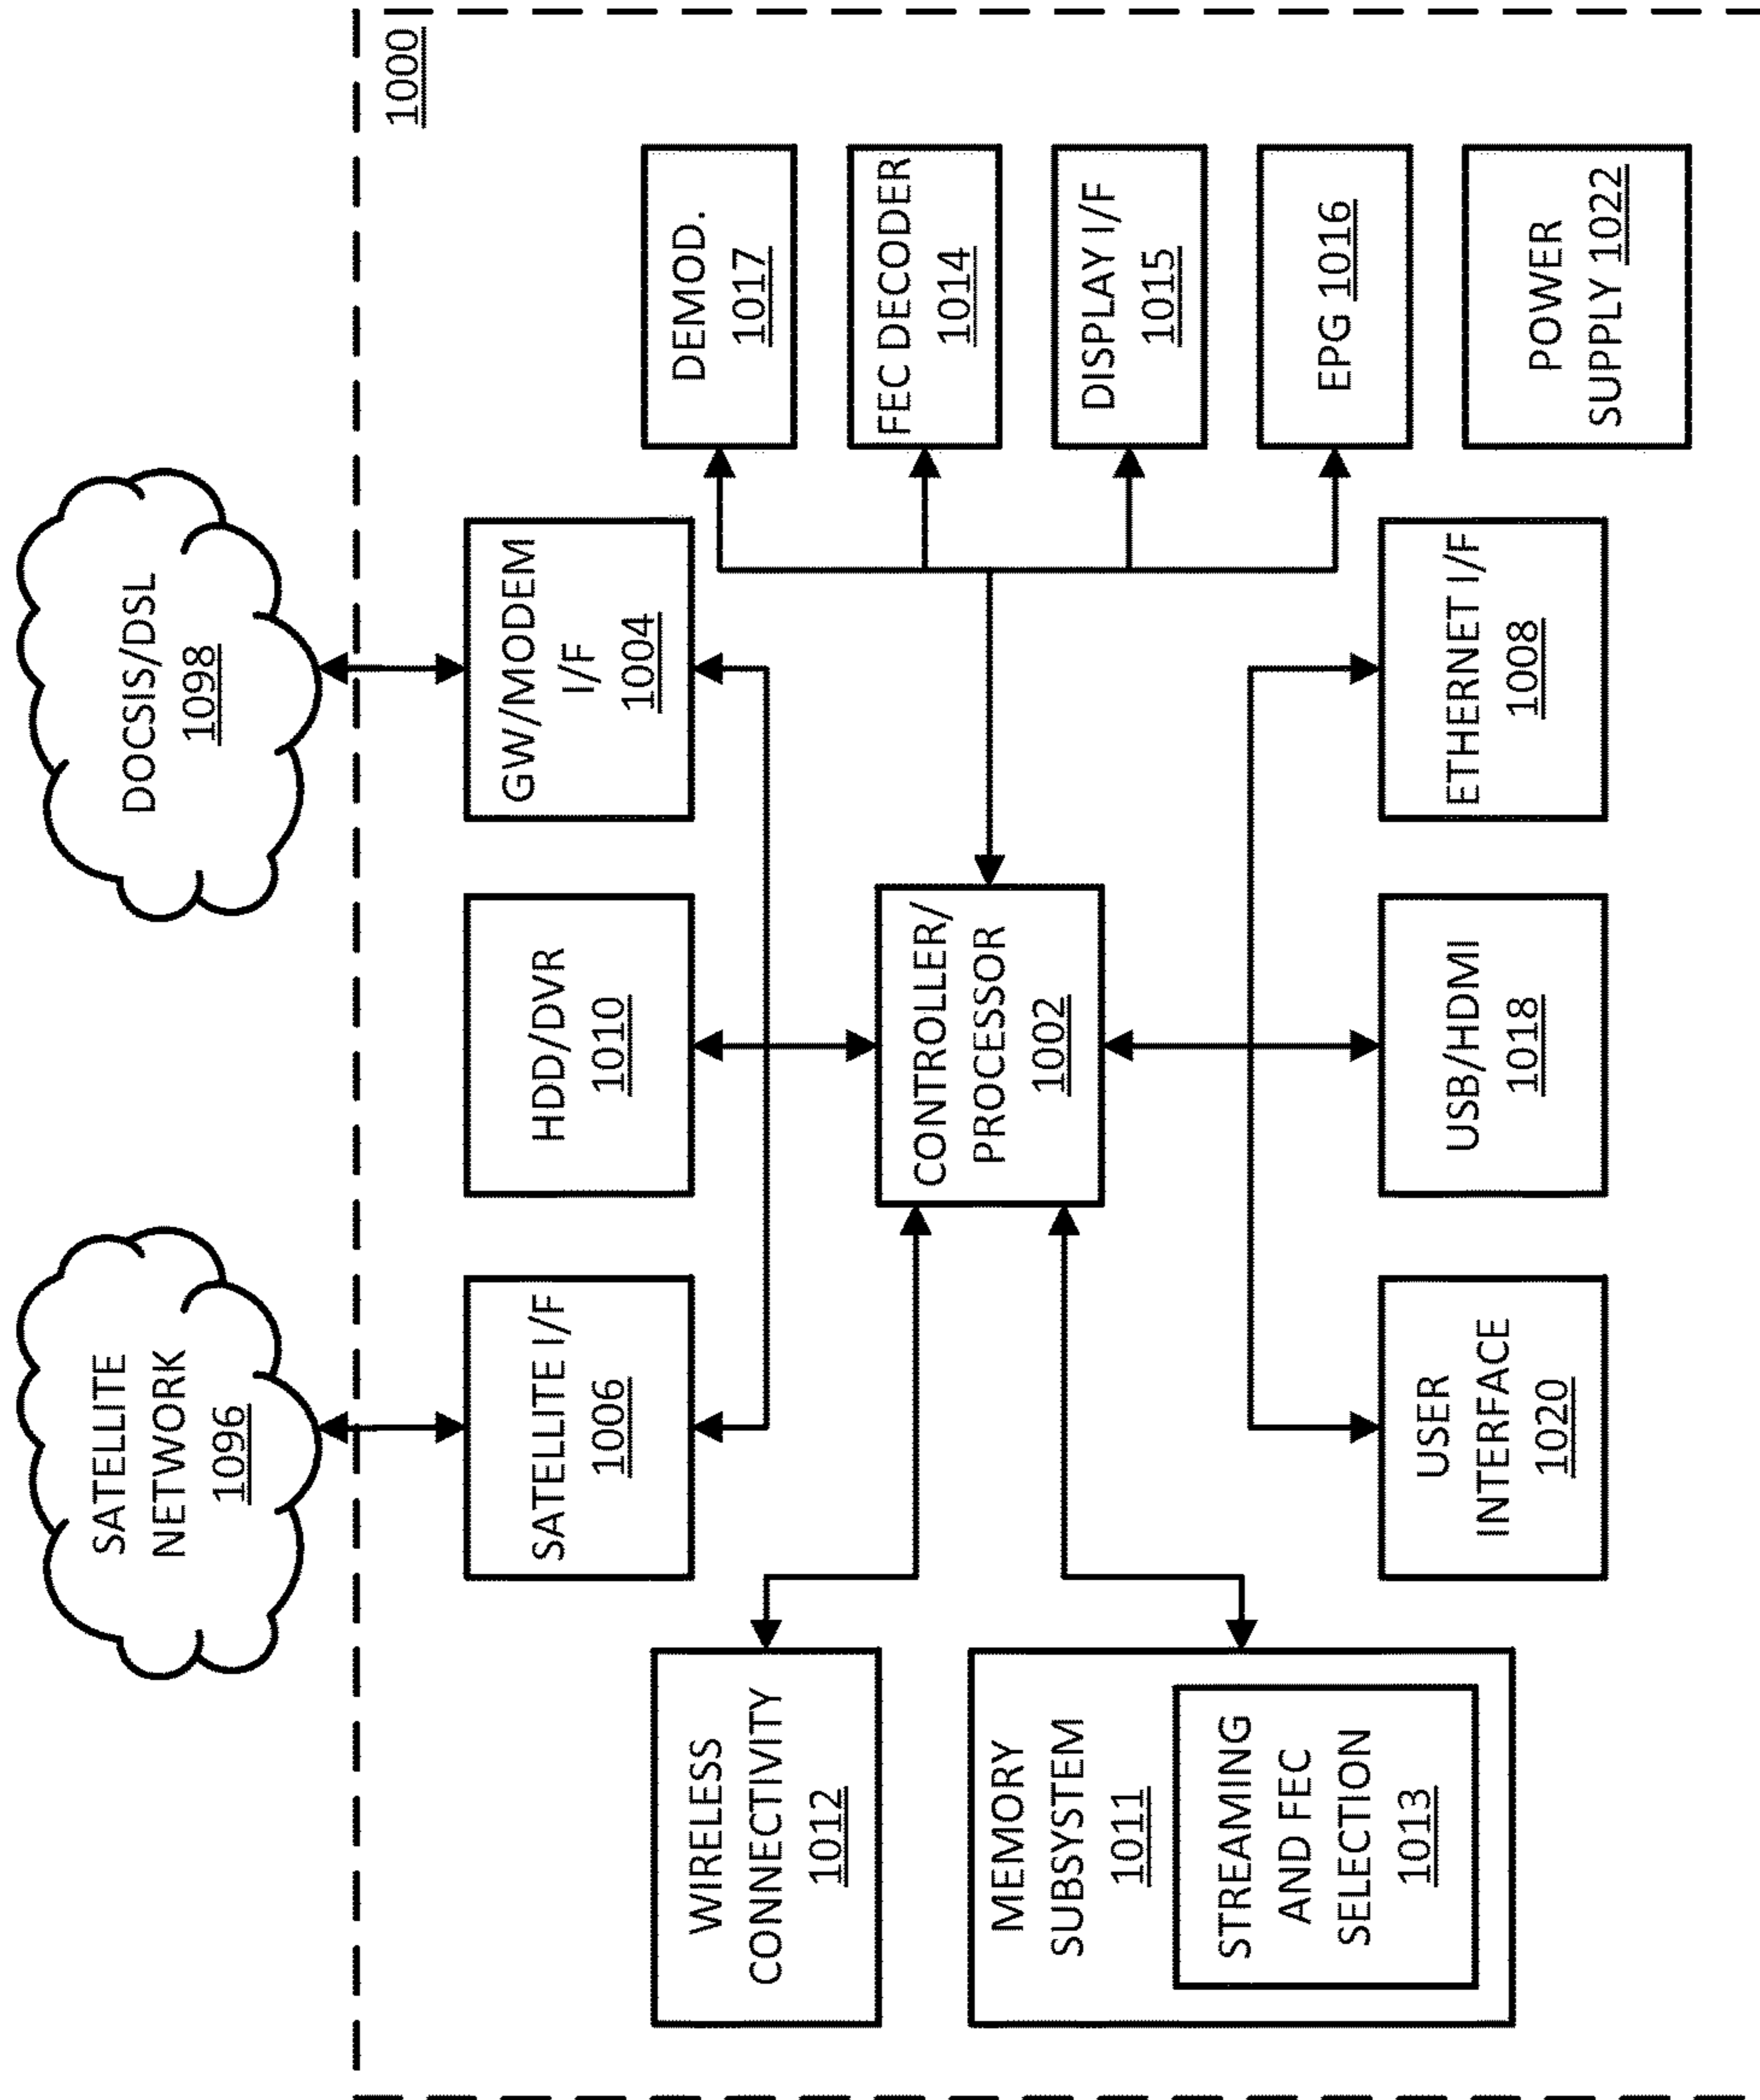 SATELLITE
NETWORK
1096
DOCSIS/DSL
1098
1000
SATELLITE I/F
1006
HDD/DVR
1010
GW/MODEM
I/F
1004
WIRELESS
CONNECTIVITY
1012
DEMOD.
1017
FEC DECODER
1014
CONTROLLER/
PROCESSOR
1002
MEMORY
SUBSYSTEM
1011
STREAMING
AND FEC
SELECTION
1013
DISPLAY I/F
1015
EPG 1016
USER
INTERFACE
1020
USB/HDMI
1018
ETHERNET I/F
1008
POWER
SUPPLY 1022